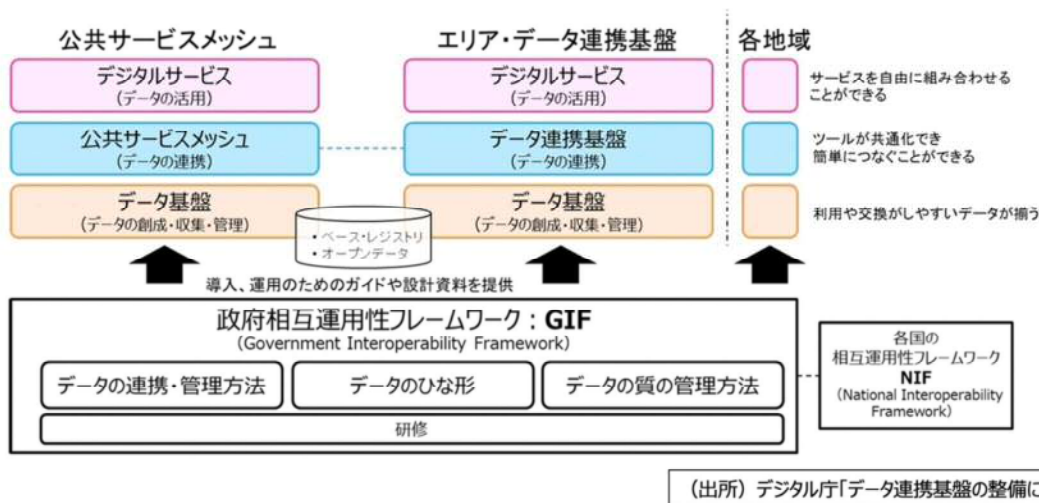 公共サービスメッシュ
エリア・データ連携基盤
各地域
デジタルサービス
(データの活用)
デジタルサービス
(データの活用)
サービスを自由に組み合わせる
ことができる
公共サービスメッシュ
(データの連携)
データ連携基盤
(データの連携)
ツールが共通化でき
簡単につなぐことができる
データ基盤
(データの創成・収集・管理)
データ基盤
(データの創成・収集・管理)
利用や交換がしやすいデータが揃う
• ベース・レジストリ
• オープンデータ
導入、運用のためのガイドや設計資料を提供
政府相互運用性フレームワーク：GIF
(Government Interoperability Framework)
データの連携・管理方法
データのひな形
データの質の管理方法
研修
各国の
相互運用性フレームワーク
NIF
(National Interoperability
Framework)
(出所) デジタル庁「データ連携基盤の整備に